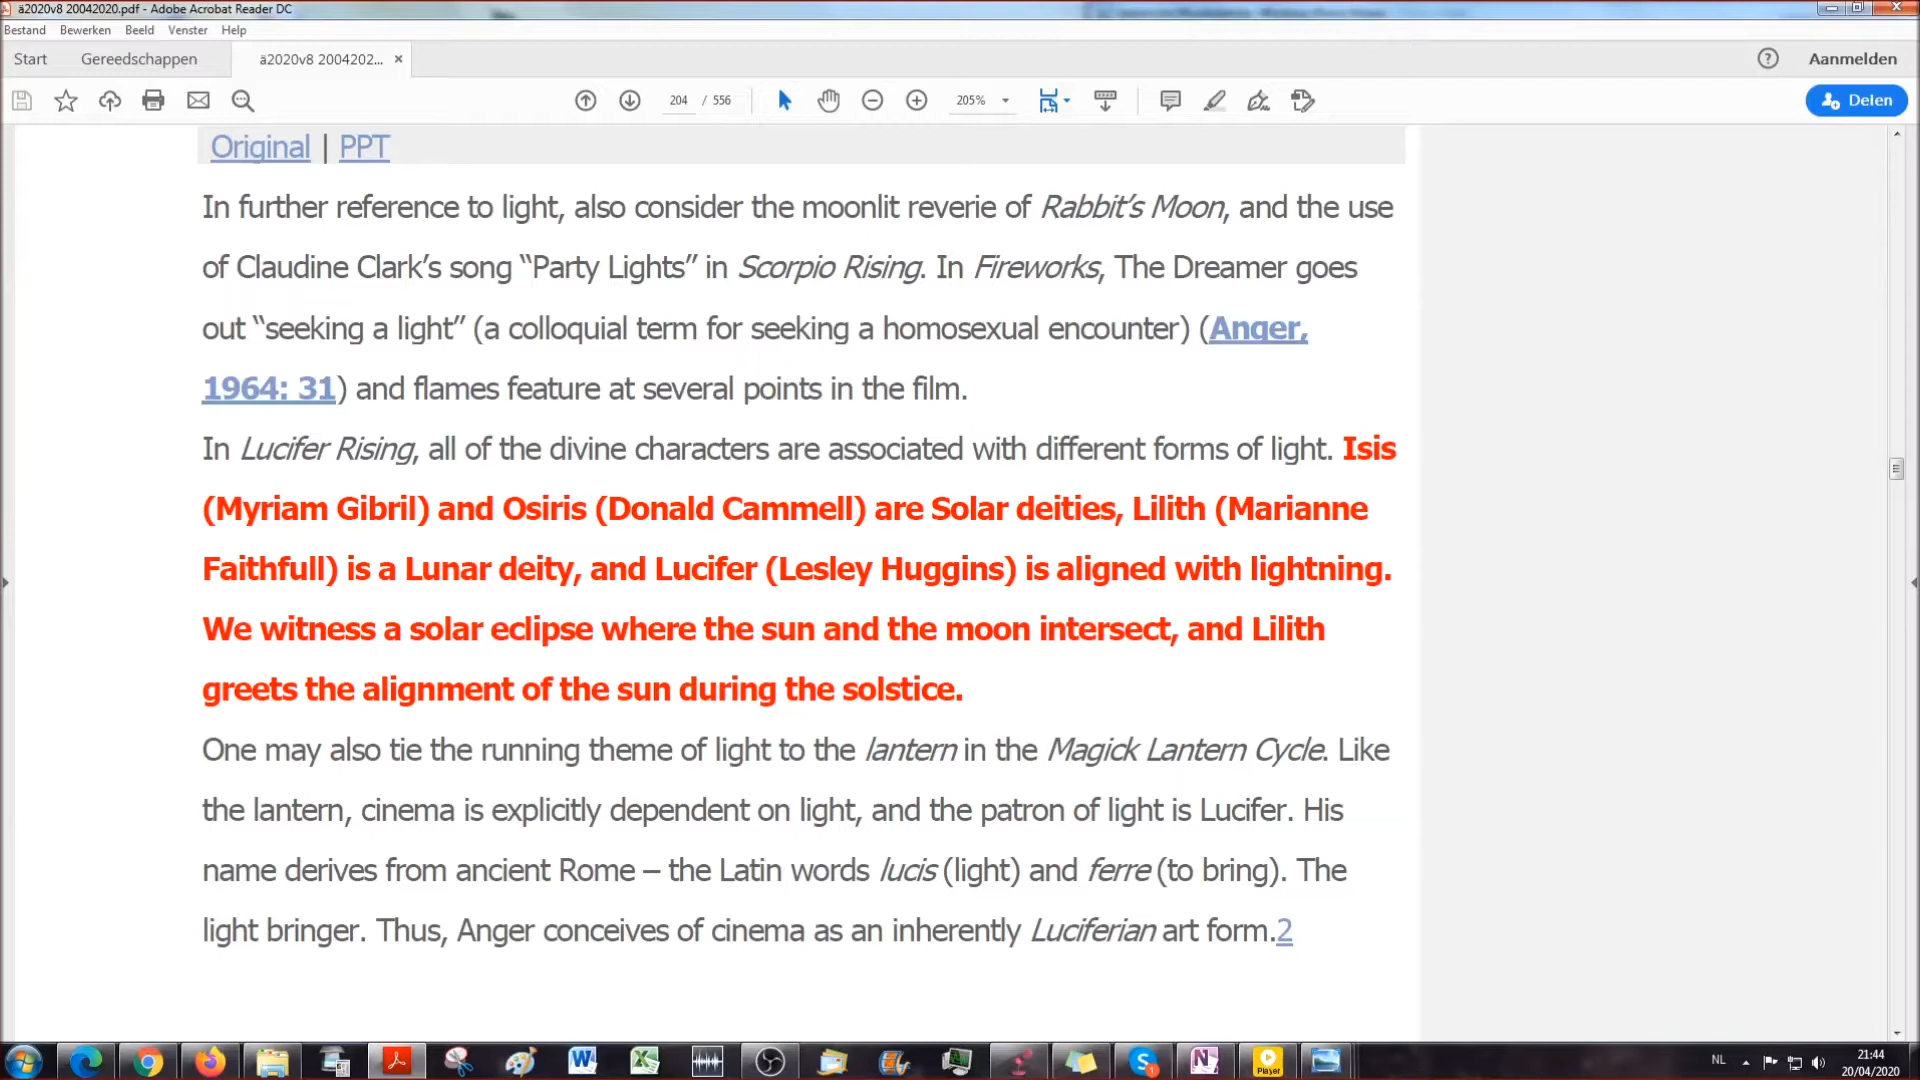 ä2020v8 20042020.pdf - Adobe Acrobat Reader DC
Bestand Bewerken Beeld Venster Help
Start Gereedschappen ä2020v8 2004202... × Aanmelden
204 / 556 205% Delen
Original | PPT
In further reference to light, also consider the moonlit reverie of Rabbit’s Moon, and the use
of Claudine Clark’s song “Party Lights” in Scorpio Rising. In Fireworks, The Dreamer goes
out “seeking a light” (a colloquial term for seeking a homosexual encounter) (Anger,
1964: 31) and flames feature at several points in the film.
In Lucifer Rising, all of the divine characters are associated with different forms of light. Isis
(Myriam Gibril) and Osiris (Donald Cammell) are Solar deities, Lilith (Marianne
Faithfull) is a Lunar deity, and Lucifer (Lesley Huggins) is aligned with lightning.
We witness a solar eclipse where the sun and the moon intersect, and Lilith
greets the alignment of the sun during the solstice.
One may also tie the running theme of light to the lantern in the Magick Lantern Cycle. Like
the lantern, cinema is explicitly dependent on light, and the patron of light is Lucifer. His
name derives from ancient Rome – the Latin words lucis (light) and ferre (to bring). The
light bringer. Thus, Anger conceives of cinema as an inherently Luciferian art form.2
Player
NL
21:44
20/04/2020